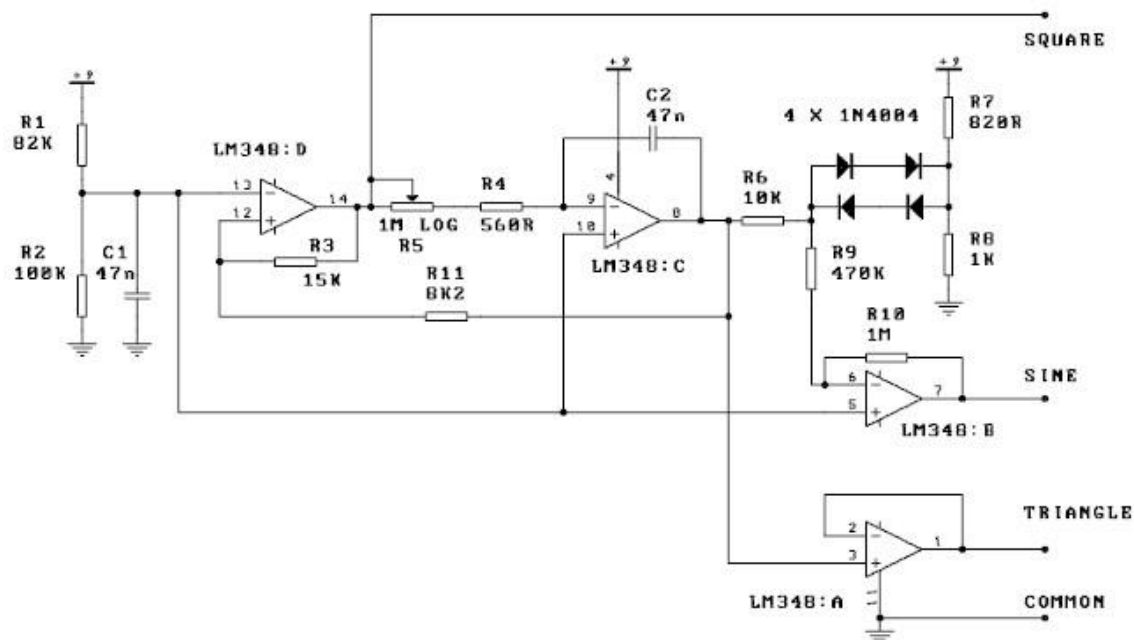 SQUARE
+9
+9
+9
C2
47n
4 X 1N4004
R7
820R
R1
82K
LM348:D
4
13
12
14
R4
560R
9
10
8
R6
10K
1M LOG
R5
R2
100K
C1
47n
R3
15K
LM348:C
R9
470K
R8
1K
R11
8K2
R10
1M
6
5
7
SINE
LM348:B
TRIANGLE
2
3
1
LM348:A
11
COMMON